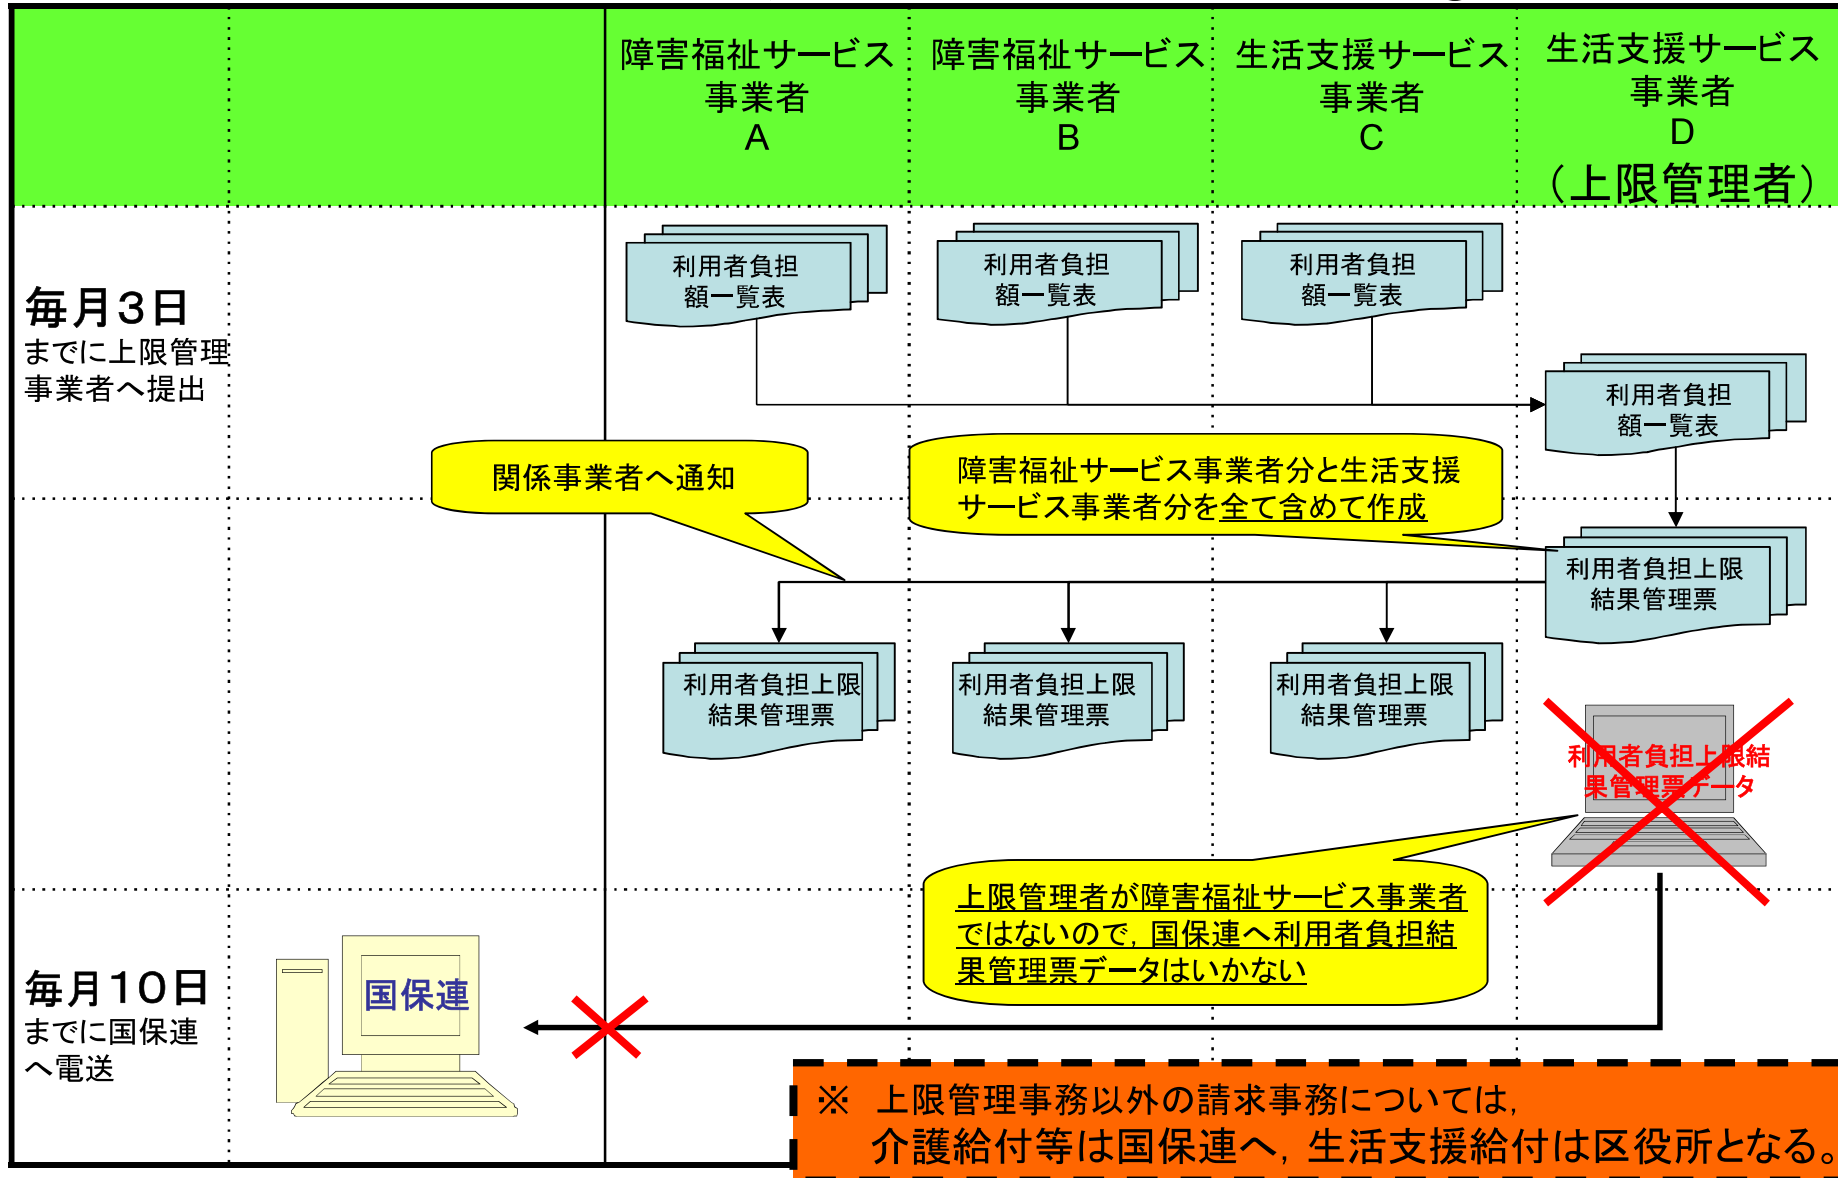 障害福祉サービス
事業者
A
障害福祉サービス
事業者
B
生活支援サービス
事業者
C
生活支援サービス
事業者
D
（上限管理者）
毎月３日
までに上限管理
事業者へ提出
利用者負担
額一覧表
利用者負担
額一覧表
利用者負担
額一覧表
利用者負担
額一覧表
関係事業者へ通知
障害福祉サービス事業者分と生活支援
サービス事業者分を全て含めて作成
利用者負担上限
結果管理票
利用者負担上限
結果管理票
利用者負担上限
結果管理票
利用者負担上限
結果管理票
利用者負担上限結
果管理票データ
上限管理者が障害福祉サービス事業者
ではないので，国保連へ利用者負担結
果管理票データはいかない
毎月１０日
までに国保連
へ電送
国保連
※　上限管理事務以外の請求事務については，
介護給付等は国保連へ，生活支援給付は区役所となる。